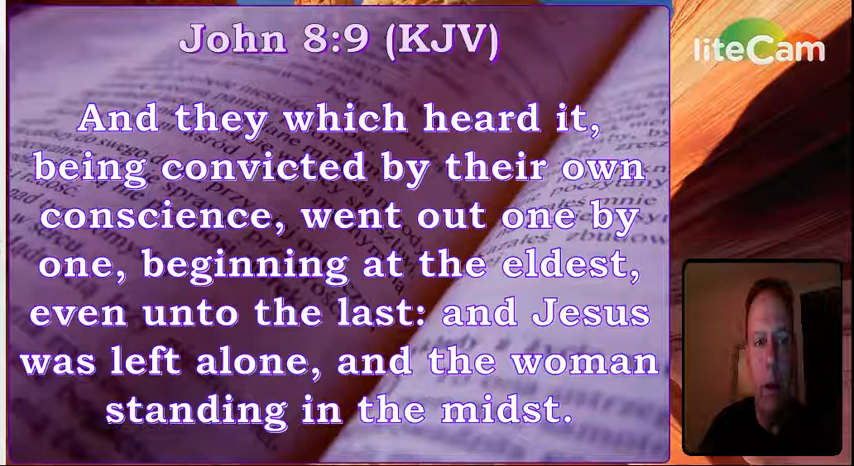 John 8:9 (KJV)
liteCam
And they which heard it,
being convicted by their own
conscience, went out one by
one, beginning at the eldest,
even unto the last: and Jesus
was left alone, and the woman
standing in the midst.